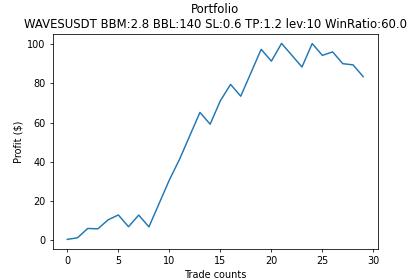 Portfolio
WAVESUSDT BBM:2.8 BBL:140 SL:0.6 TP:1.2 lev:10 WinRatio:60.0
100
80
60
40
20
0
Profit ($)
0 5 10 15 20 25 30
Trade counts